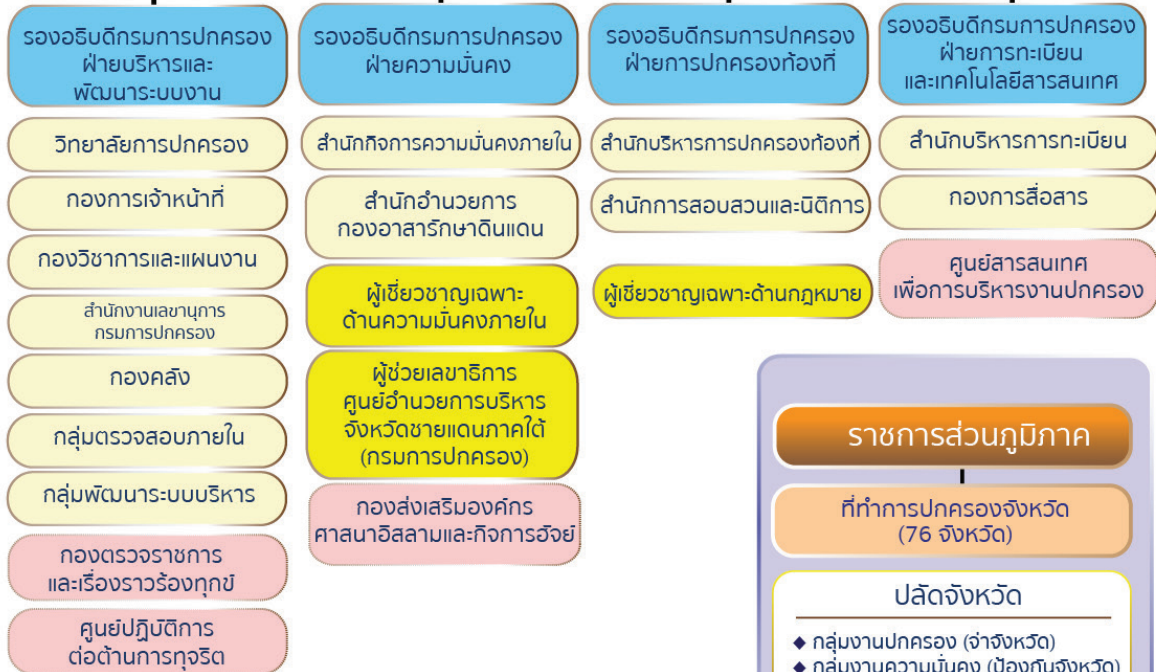 รองอธิบดีกรมการปกครอง
ฝ่ายบริหารและ
พัฒนาระบบงาน
วิทยาลัยการปกครอง
กองการเจ้าหน้าที่
กองวิชาการและแผนงาน
สำนักงานเลขานุการ
กรมการปกครอง
กองคลัง
กลุ่มตรวจสอบภายใน
กลุ่มพัฒนาระบบบริหาร
กองตรวจราชการ
และเรื่องราวร้องทุกข์
ศูนย์ปฏิบัติการ
ต่อต้านการทุจริต
รองอธิบดีกรมการปกครอง
ฝ่ายความมั่นคง
สำนักกิจการความมั่นคงภายใน
สำนักอำนวยการ
กองอาสารักษาดินแดน
ผู้เชี่ยวชาญเฉพาะ
ด้านความมั่นคงภายใน
ผู้ช่วยเลขาธิการ
ศูนย์อำนวยการบริหาร
จังหวัดชายแดนภาคใต้
(กรมการปกครอง)
กองส่งเสริมองค์กร
ศาสนาอิสลามและกิจการฮัจย์
รองอธิบดีกรมการปกครอง
ฝ่ายการปกครองท้องที่
สำนักบริหารการปกครองท้องที่
สำนักการสอบสวนและนิติการ
ผู้เชี่ยวชาญเฉพาะด้านกฎหมาย
รองอธิบดีกรมการปกครอง
ฝ่ายการทะเบียน
และเทคโนโลยีสารสนเทศ
สำนักบริหารการทะเบียน
กองการสื่อสาร
ศูนย์สารสนเทศ
เพื่อการบริหารงานปกครอง
ราชการส่วนภูมิภาค
ที่ทำการปกครองจังหวัด
(76 จังหวัด)
ปลัดจังหวัด
◆ กลุ่มงานปกครอง (จ่าจังหวัด)
◆ กลุ่มงานความมั่นคง (ป้องกันจังหวัด)